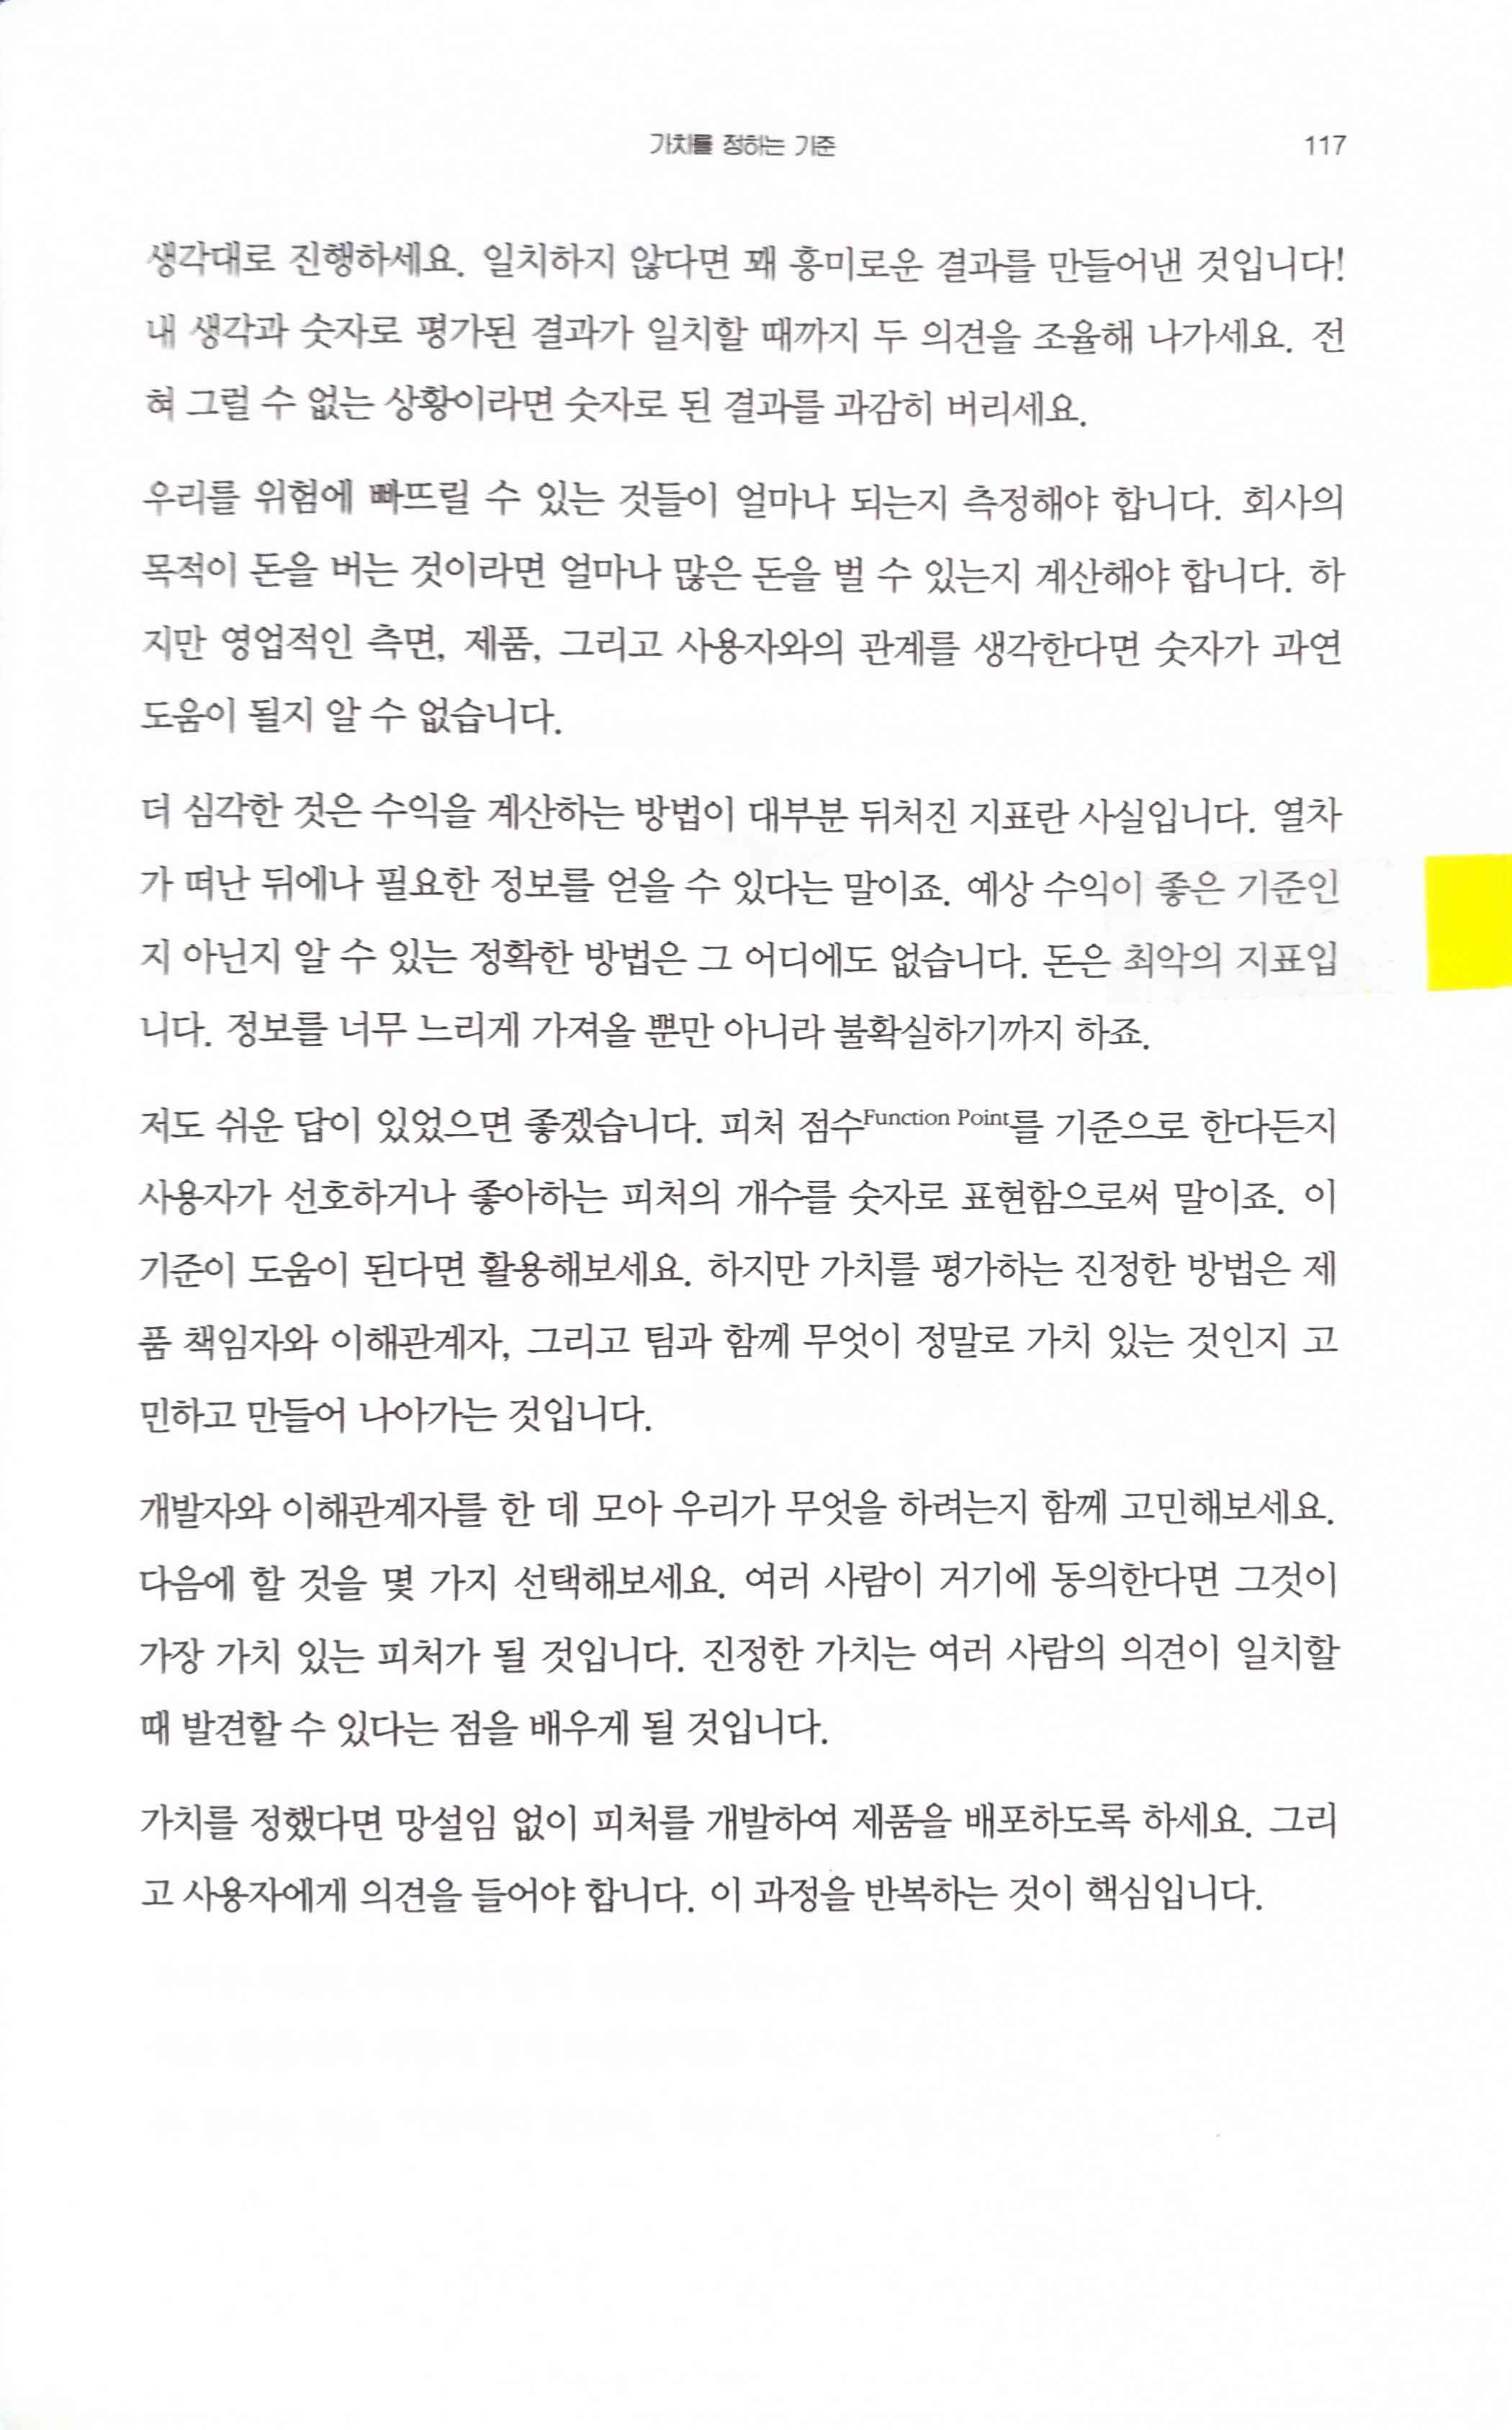 가치를 정하는 기준 117
생각대로 진행하세요. 일치하지 않다면 꽤 흥미로운 결과를 만들어낸 것입니다!
내 생각과 숫자로 평가된 결과가 일치할 때까지 두 의견을 조율해 나가세요. 전
혀 그럴 수 없는 상황이라면 숫자로 된 결과를 과감히 버리세요.
우리를 위험에 빠뜨릴 수 있는 것들이 얼마나 되는지 측정해야 합니다. 회사의
목적이 돈을 버는 것이라면 얼마나 많은 돈을 벌 수 있는지 계산해야 합니다. 하
지만 영업적인 측면, 제품, 그리고 사용자와의 관계를 생각한다면 숫자가 과연
도움이 될지 알 수 없습니다.
더 심각한 것은 수익을 계산하는 방법이 대부분 뒤처진 지표란 사실입니다. 열차
가 떠난 뒤에나 필요한 정보를 얻을 수 있다는 말이죠. 예상 수익이 좋은 기준인
지 아닌지 알 수 있는 정확한 방법은 그 어디에도 없습니다. 돈은 최악의 지표입
니다. 정보를 너무 느리게 가져올 뿐만 아니라 불확실하기까지 하죠.
저도 쉬운 답이 있었으면 좋겠습니다. 피처 점수Function Point를 기준으로 한다든지
사용자가 선호하거나 좋아하는 피처의 개수를 숫자로 표현함으로써 말이죠. 이
기준이 도움이 된다면 활용해보세요. 하지만 가치를 평가하는 진정한 방법은 제
품 책임자와 이해관계자, 그리고 팀과 함께 무엇이 정말로 가치 있는 것인지 고
민하고 만들어 나아가는 것입니다.
개발자와 이해관계자를 한 데 모아 우리가 무엇을 하려는지 함께 고민해보세요.
다음에 할 것을 몇 가지 선택해보세요. 여러 사람이 거기에 동의한다면 그것이
가장 가치 있는 피처가 될 것입니다. 진정한 가치는 여러 사람의 의견이 일치할
때 발견할 수 있다는 점을 배우게 될 것입니다.
가치를 정했다면 망설임 없이 피처를 개발하여 제품을 배포하도록 하세요. 그리
고 사용자에게 의견을 들어야 합니다. 이 과정을 반복하는 것이 핵심입니다.